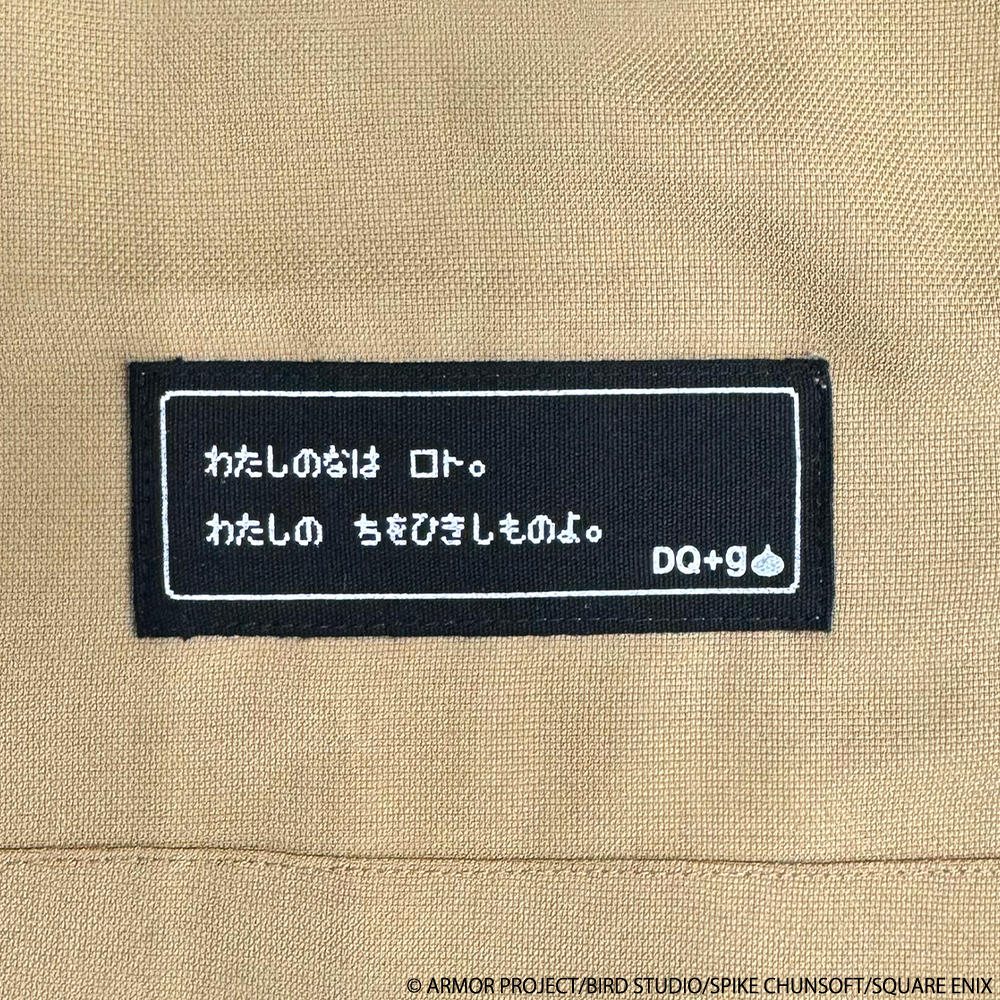 わたしのなは　ロト。
わたしの　ちをひきしものよ。
DQ+g
© ARMOR PROJECT/BIRD STUDIO/SPIKE CHUNSOFT/SQUARE ENIX